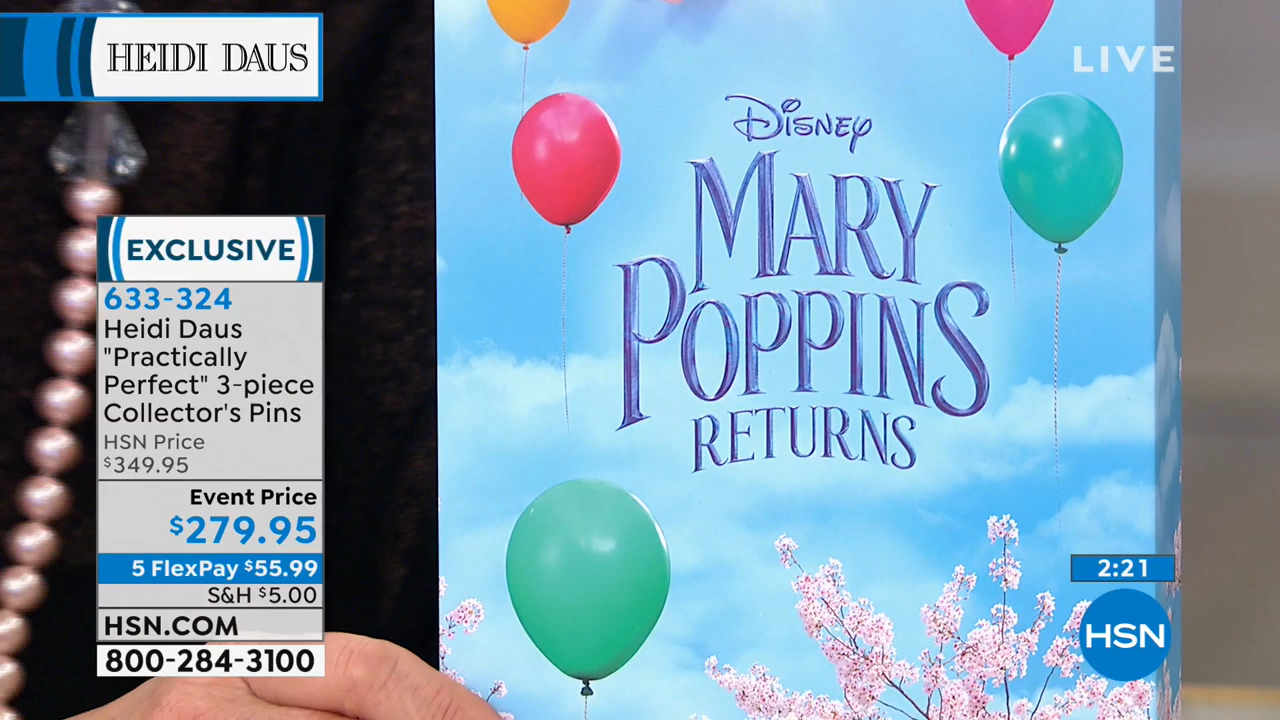 HEIDI DAUS
LIVE
DISNEY
MARY
POPPINS
RETURNS
EXCLUSIVE
633-324
Heidi Daus
"Practically
Perfect" 3-piece
Collector's Pins
HSN Price
$349.95
Event Price
$279.95
5 FlexPay $55.99
S&H $5.00
HSN.COM
800-284-3100
2:21
HSN